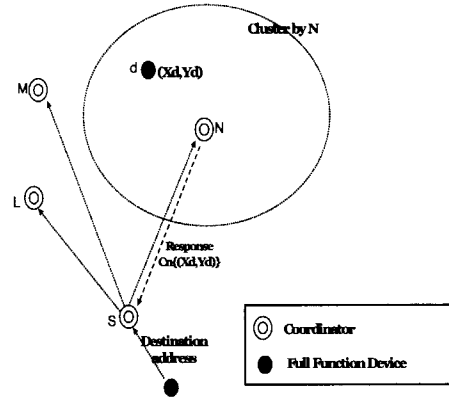 Cluster by N
d (Xd,Yd)
M
N
L
Response
Cn{(Xd,Yd)}
S
Destination
address
Coordinator
Full Function Device